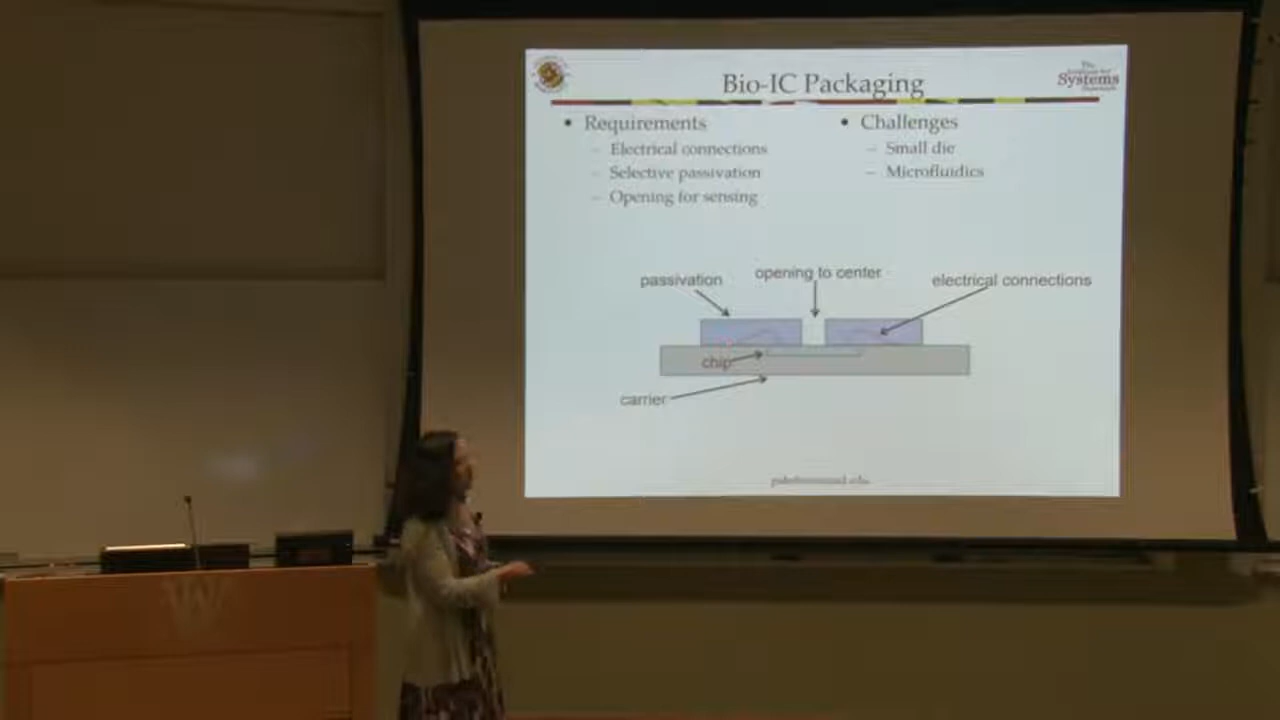 Bio-IC Packaging
The
Systems
• Requirements
– Electrical connections
– Selective passivation
– Opening for sensing
• Challenges
– Small die
– Microfluidics
passivation
opening to center
electrical connections
chip
carrier
W